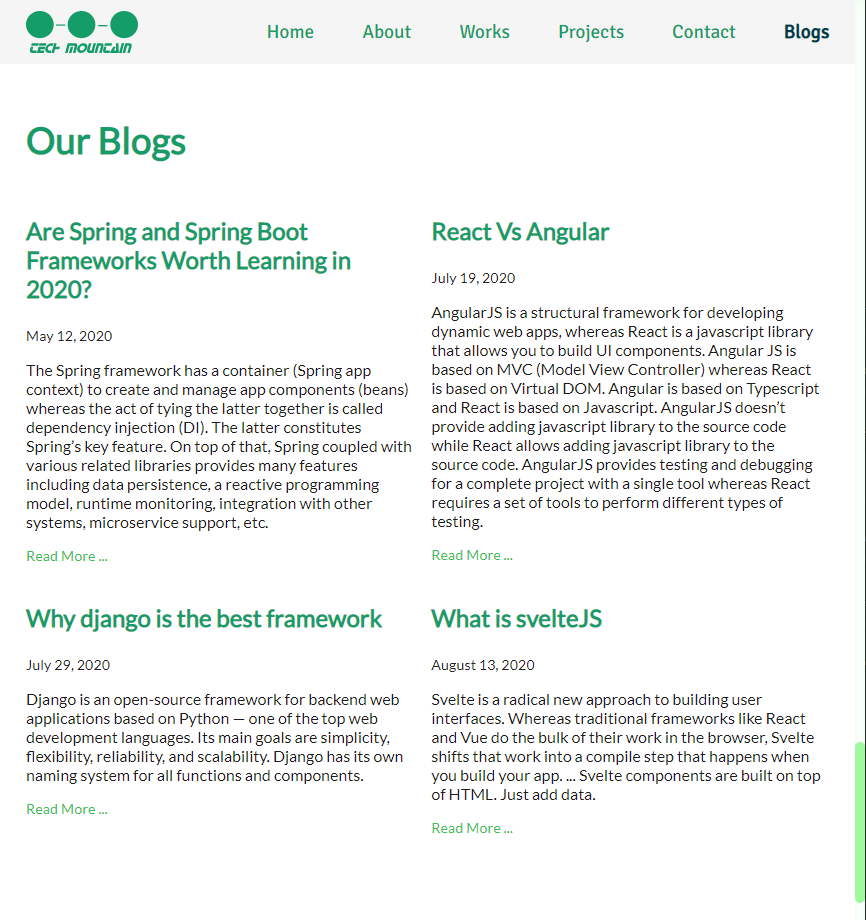 TECH MOUNTAIN
Home About Works Projects Contact Blogs
Our Blogs
Are Spring and Spring Boot
Frameworks Worth Learning in
2020?
May 12, 2020
The Spring framework has a container (Spring app
context) to create and manage app components (beans)
whereas the act of tying the latter together is called
dependency injection (DI). The latter constitutes
Spring's key feature. On top of that, Spring coupled with
various related libraries provides many features
including data persistence, a reactive programming
model, runtime monitoring, integration with other
systems, microservice support, etc.
Read More ...
React Vs Angular
July 19, 2020
AngularJS is a structural framework for developing
dynamic web apps, whereas React is a javascript library
that allows you to build UI components. Angular JS is
based on MVC (Model View Controller) whereas React
is based on Virtual DOM. Angular is based on Typescript
and React is based on Javascript. AngularJS doesn't
provide adding javascript library to the source code
while React allows adding javascript library to the
source code. AngularJS provides testing and debugging
for a complete project with a single tool whereas React
requires a set of tools to perform different types of
testing.
Read More ...
Why django is the best framework
July 29, 2020
Django is an open-source framework for backend web
applications based on Python — one of the top web
development languages. Its main goals are simplicity,
flexibility, reliability, and scalability. Django has its own
naming system for all functions and components.
Read More ...
What is svelteJS
August 13, 2020
Svelte is a radical new approach to building user
interfaces. Whereas traditional frameworks like React
and Vue do the bulk of their work in the browser, Svelte
shifts that work into a compile step that happens when
you build your app. ... Svelte components are built on top
of HTML. Just add data.
Read More ...